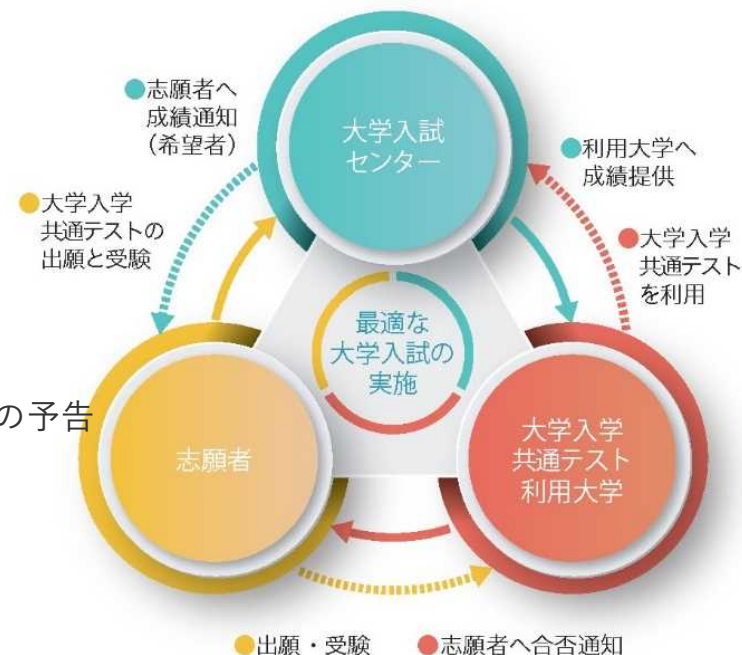 ●志願者へ
成績通知
（希望者）
大学入試
センター
●利用大学へ
成績提供
●大学入学
共通テストの
出願と受験
●大学入学
共通テスト
を利用
最適な
大学入試の
実施
の予告
志願者
大学入学
共通テスト
利用大学
●出願・受験
●志願者へ合否通知